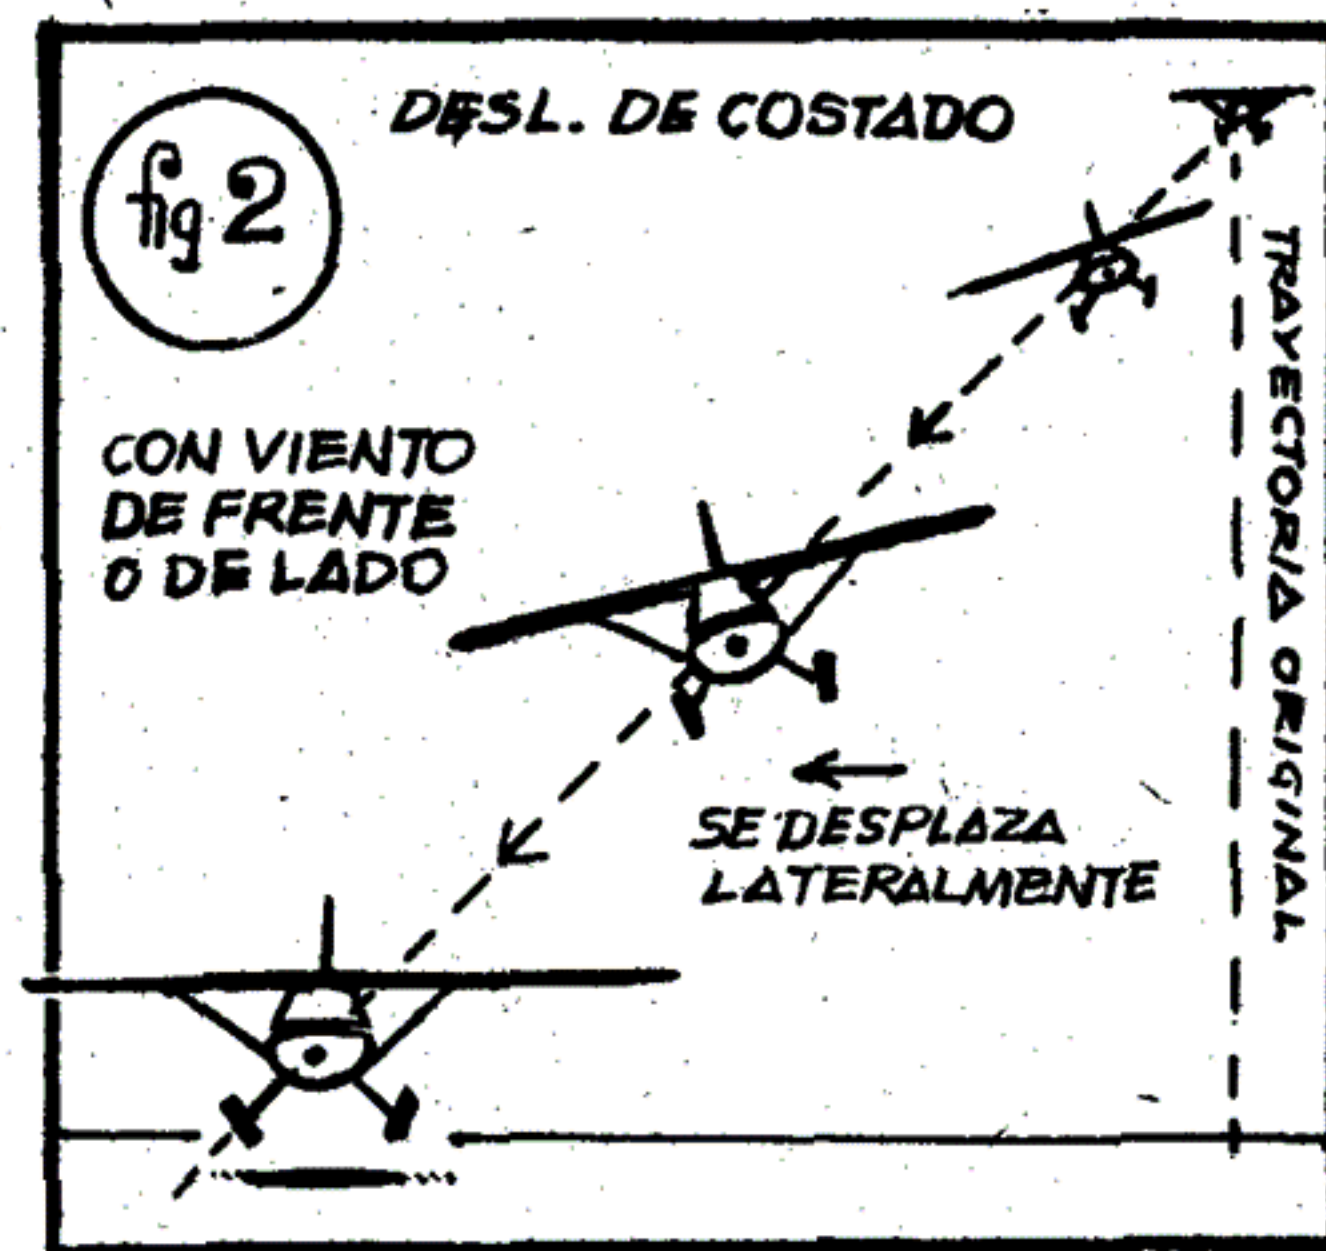 DESL. DE COSTADO
fig 2
CON VIENTO
DE FRENTE
O DE LADO
TRAYECTORIA ORIGINAL
SE DESPLAZA
LATERALMENTE